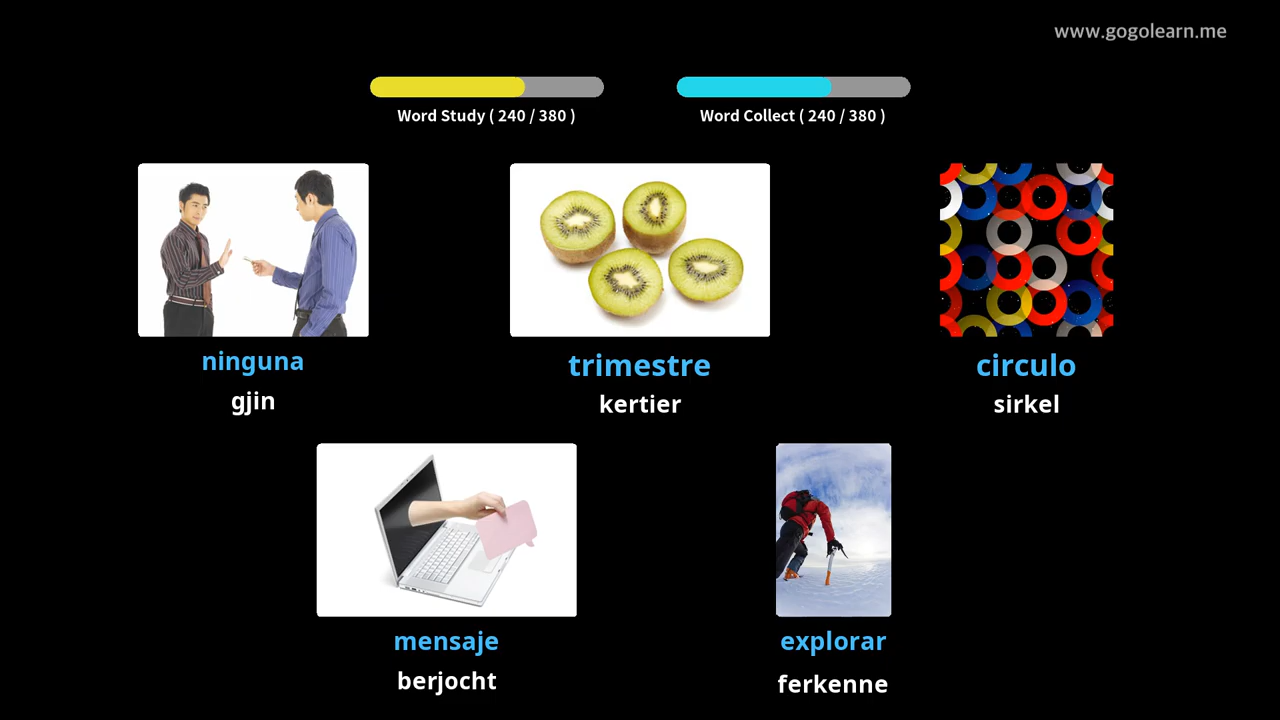 www.gogolearn.me
Word Study ( 240 / 380 )
Word Collect ( 240 / 380 )
ninguna
gjin
trimestre
kertier
circulo
sirkel
mensaje
berjocht
explorar
ferkenne